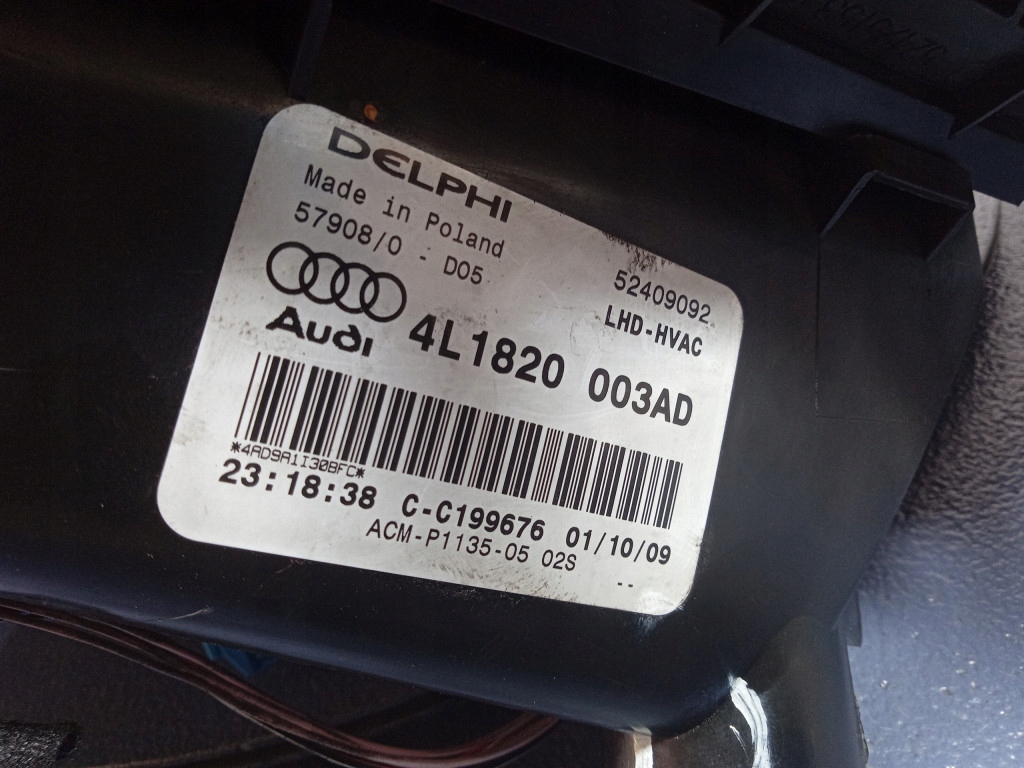 DELPHI
Made in Poland
57908/0 - D05
52409092
LHD-HVAC
Audi
4L1820 003AD
*4AD9A1I30BFC*
23:18:38 C-C199676 01/10/09
ACM-P1135-05 02S --